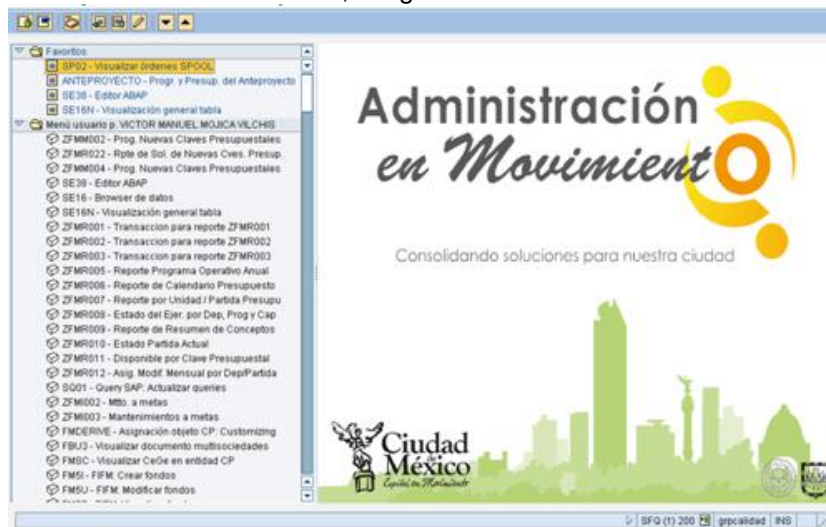 Favoritos
SP02 - Visualizar órdenes SPOOL
ANTEPROYECTO - Progr. y Presup. del Anteproyecto
SE38 - Editor ABAP
SE16N - Visualización general tabla
Menú usuario p. VICTOR MANUEL MOJICA VILCHIS
ZFMM002 - Prog. Nuevas Claves Presupuestales
ZFMR022 - Rpte de Sol. de Nuevas Cves. Presup.
ZFMM004 - Prog. Nuevas Claves Presupuestales
SE38 - Editor ABAP
SE16 - Browser de datos
SE16N - Visualización general tabla
ZFMR001 - Transaccion para reporte ZFMR001
ZFMR002 - Transaccion para reporte ZFMR002
ZFMR003 - Transaccion para reporte ZFMR003
ZFMR005 - Reporte Programa Operativo Anual
ZFMR006 - Reporte de Calendario Presupuesto
ZFMR007 - Reporte por Unidad / Partida Presupu
ZFMR008 - Estado del Ejer. por Dep, Prog y Cap
ZFMR009 - Reporte de Resumen de Conceptos
ZFMR010 - Estado Partida Actual
ZFMR011 - Disponible por Clave Presupuestal
ZFMR012 - Asig. Modif. Mensual por Dep/Partida
SQ01 - Query SAP: Actualizar queries
ZFMI002 - Mtto. a metas
ZFMI003 - Mantenimientos a metas
FMDERIVE - Asignación objeto CP: Customizing
FBU3 - Visualizar documento multisociedades
FMSC - Visualizar CeGe en entidad CP
FM5I - FIFM: Crear fondos
FM5U - FIFM: Modificar fondos
Administración
en Movimiento
Consolidando soluciones para nuestra ciudad
Ciudad
de
México
Capital en Movimiento
SFQ (1) 200
grpcalidad
INS